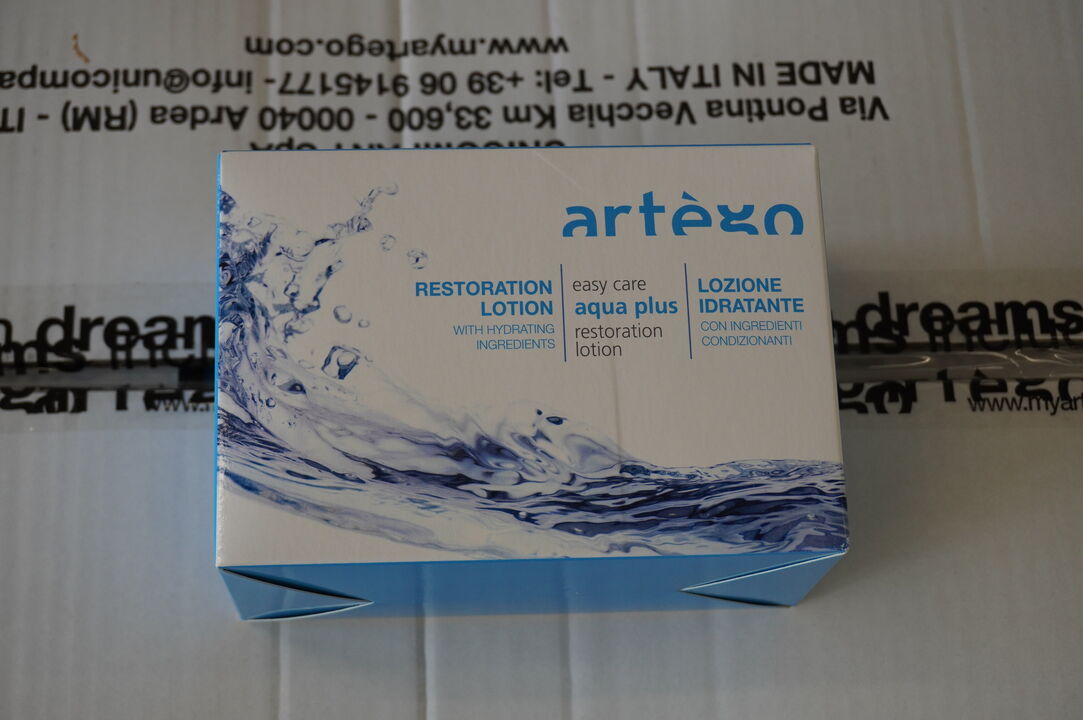 www.myartego.com
MADE IN ITALY - Tel: +39 06 9145177 - info@unicompa
Via Pontina Vecchia Km 33,600 - 00040 Ardea (RM) - IT
artègo
RESTORATION
LOTION
WITH HYDRATING
INGREDIENTS
easy care
aqua plus
restoration
lotion
LOZIONE
IDRATANTE
CON INGREDIENTI
CONDIZIONANTI
dreams
dreams
www.myar